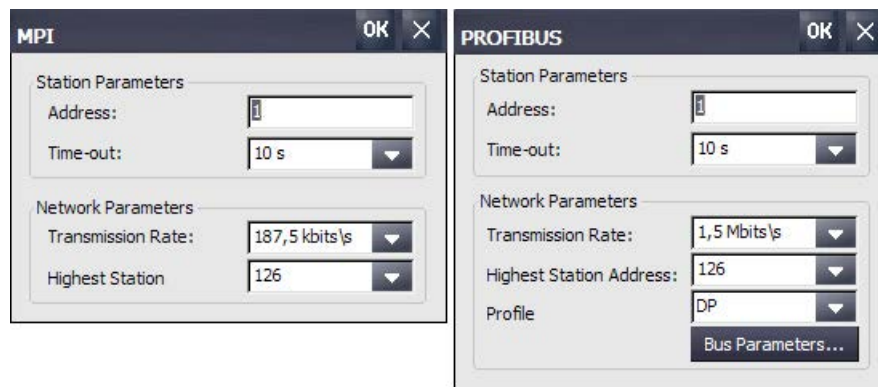 MPI OK
Station Parameters
Address: 1
Time-out: 10 s
Network Parameters
Transmission Rate: 187,5 kbits\s
Highest Station 126
PROFIBUS OK
Station Parameters
Address: 1
Time-out: 10 s
Network Parameters
Transmission Rate: 1,5 Mbits\s
Highest Station Address: 126
Profile DP
Bus Parameters...